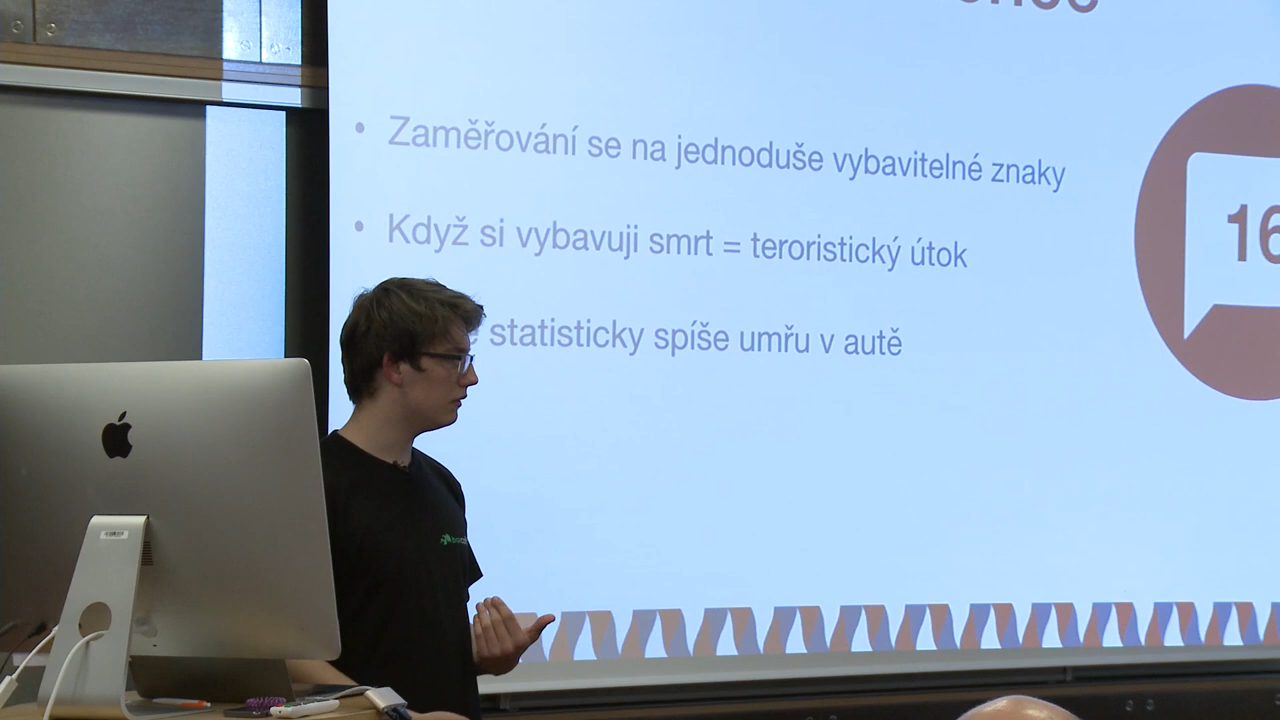 Zaměřování se na jednoduše vybavitelné znaky
Když si vybavuji smrt = teroristický útok
statisticky spíše umřu v autě
16